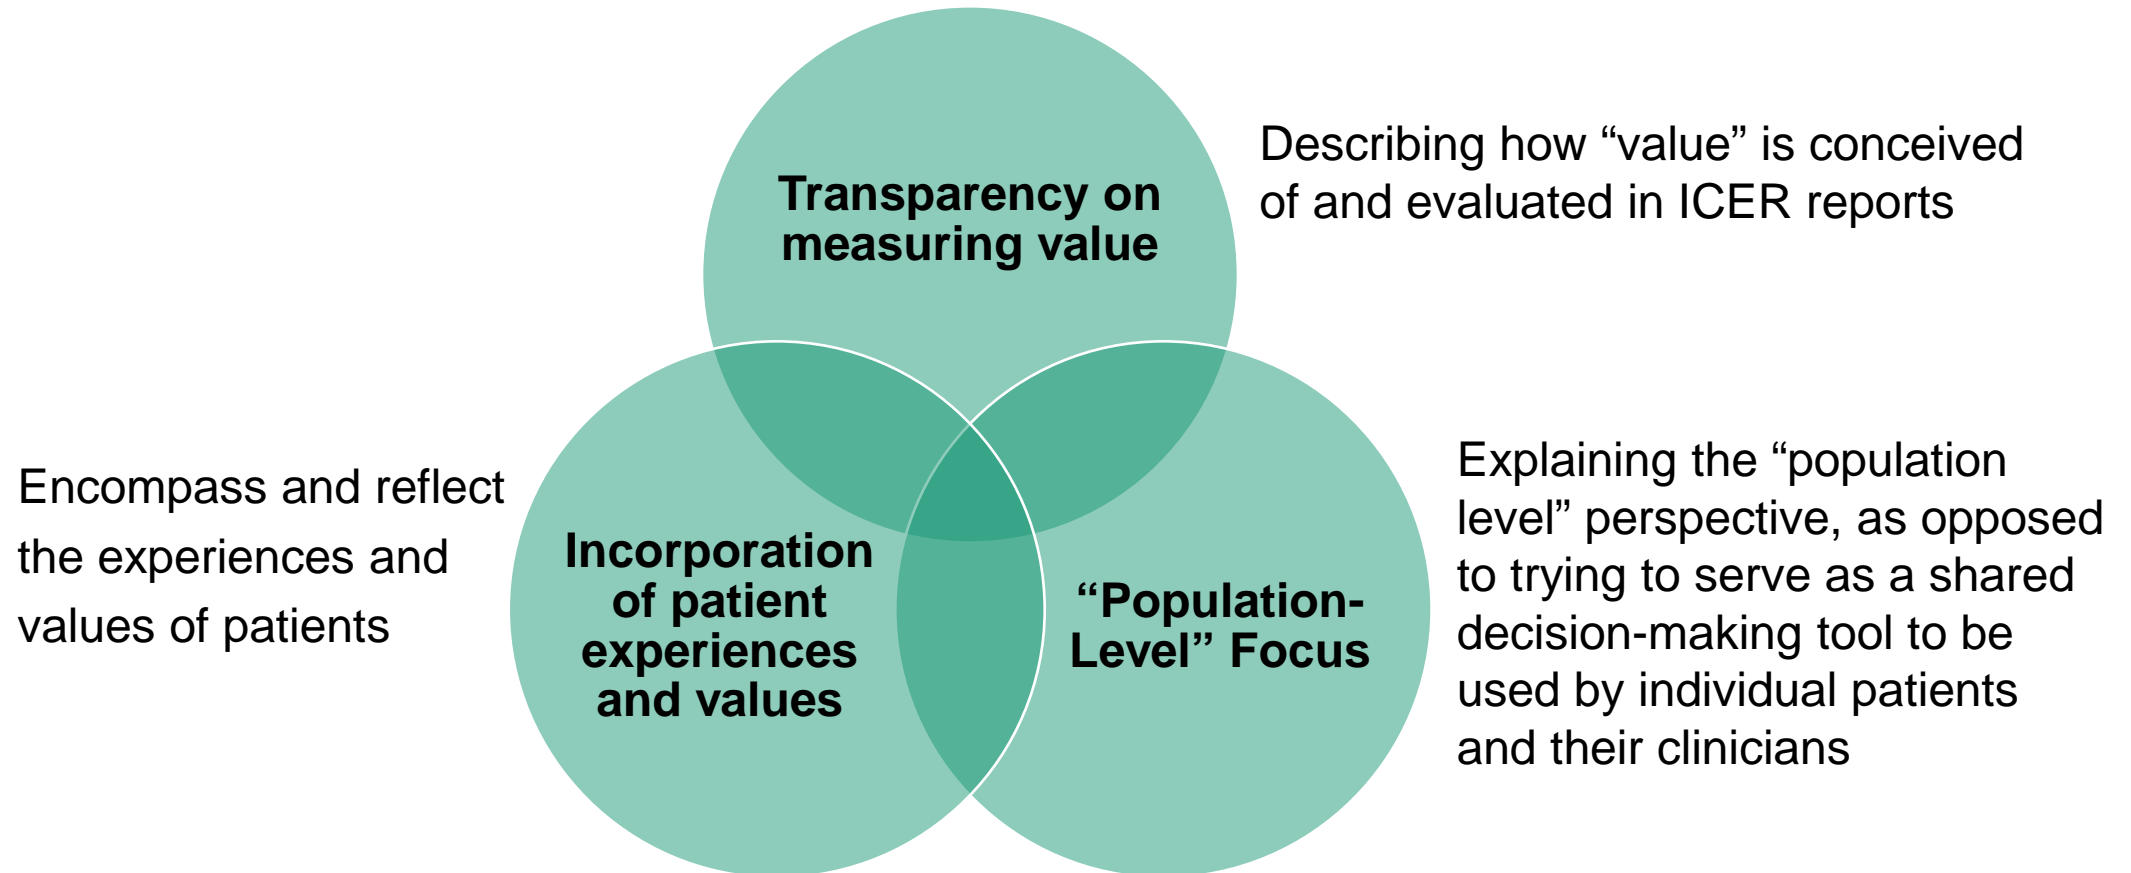 Transparency on
measuring value
Describing how “value” is conceived
of and evaluated in ICER reports
Encompass and reflect
the experiences and
values of patients
Incorporation
of patient
experiences
and values
“Population-
Level” Focus
Explaining the “population
level” perspective, as opposed
to trying to serve as a shared
decision-making tool to be
used by individual patients
and their clinicians